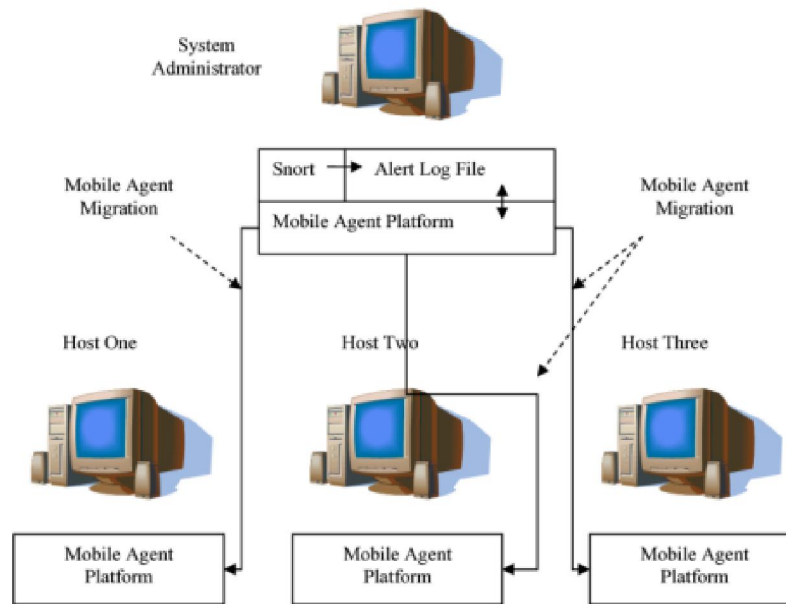 System
Administrator
Snort
Alert Log File
Mobile Agent Platform
Mobile Agent
Migration
Mobile Agent
Migration
Host One
Host Two
Host Three
Mobile Agent
Platform
Mobile Agent
Platform
Mobile Agent
Platform